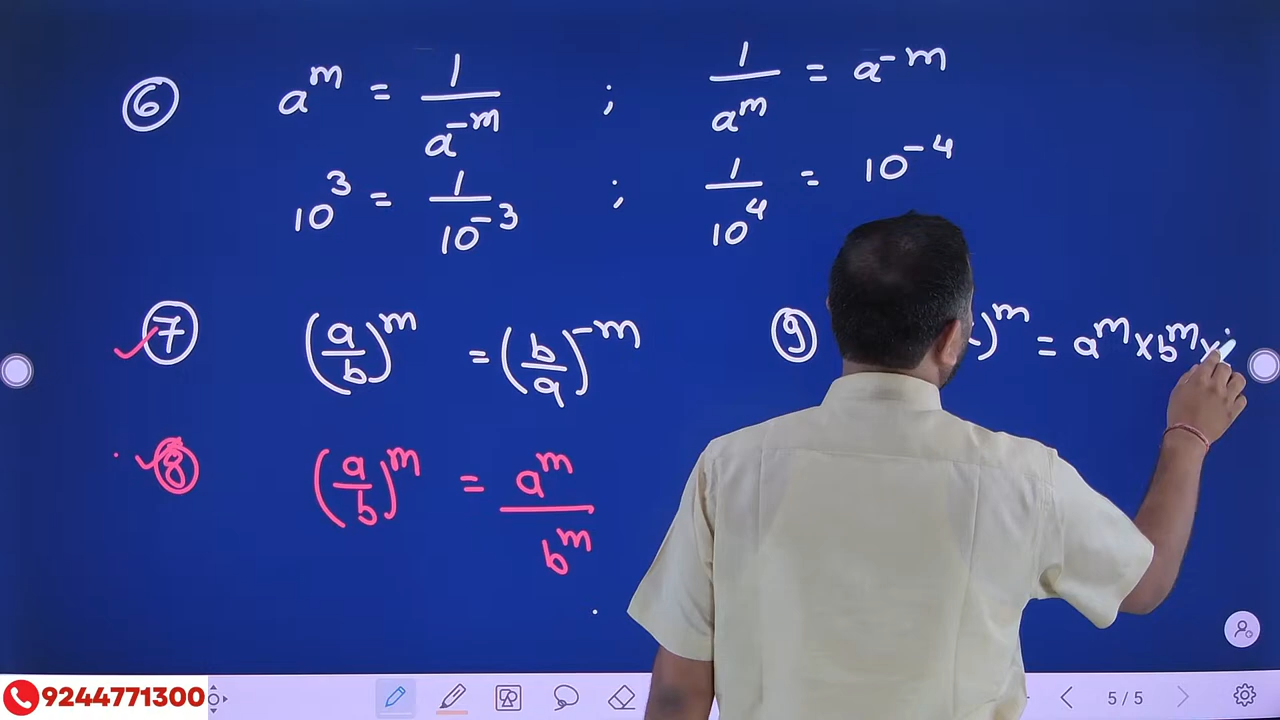 ⑥ a^m = 1/a^-m ; 1/a^m = a^-m
10^3 = 1/10^-3 ; 1/10^4 = 10^-4
⑦ (a/b)^m = (b/a)^-m
⑨ )^m = a^m × b^m ×
⑧ (a/b)^m = a^m/b^m
9244771300
5/5